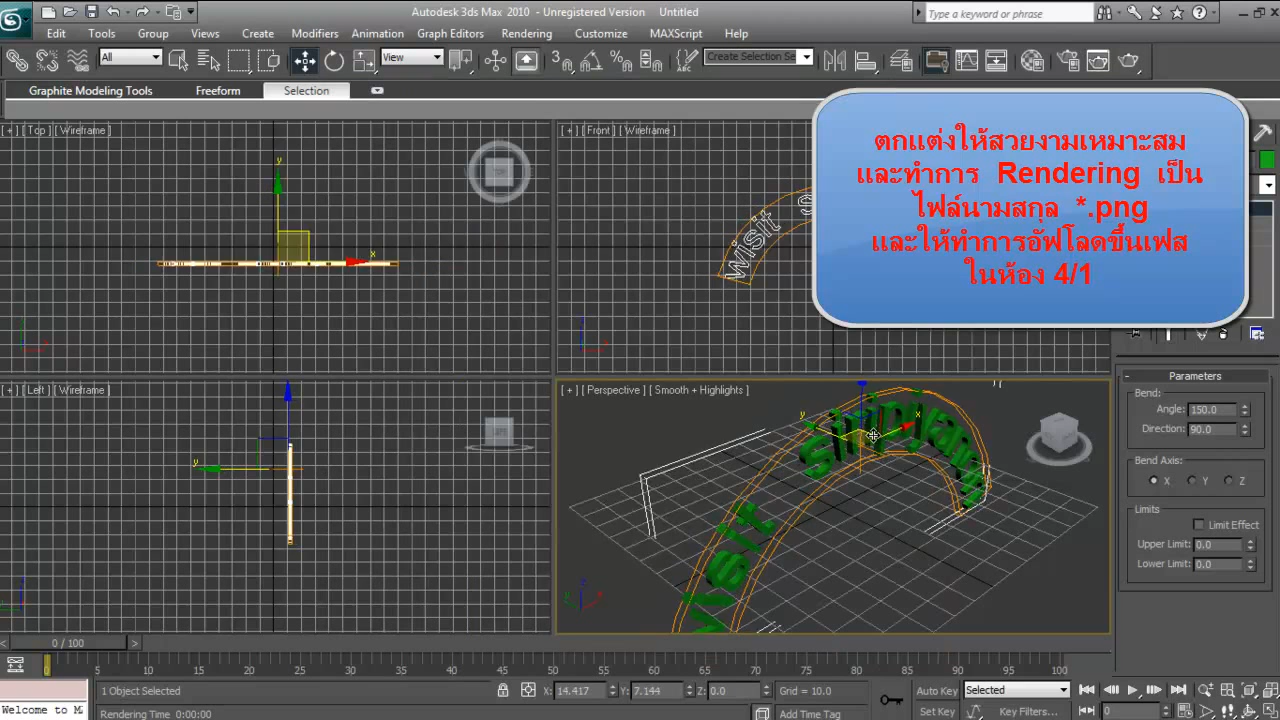 Autodesk 3ds Max 2010 - Unregistered Version Untitled
Type a keyword or phrase
Edit Tools Group Views Create Modifiers Animation Graph Editors Rendering Customize MAXScript Help
All View Create Selection Se
Graphite Modeling Tools Freeform Selection
[ + ] Top [ Wireframe ]
[ + ] Front [ Wireframe ]
ตกแต่งให้สวยงามเหมาะสม
และทำการ Rendering เป็น
ไฟล์นามสกุล *.png
และให้ทำการอัฟโลดขึ้นเฟส
ในห้อง 4/1
wisit s
[ + ] Left [ Wireframe ]
[ + ] Perspective [ Smooth + Highlights ]
Parameters
Bend:
Angle: 150.0
Direction: 90.0
Bend Axis:
X Y Z
Limits
Limit Effect
Upper Limit: 0.0
Lower Limit: 0.0
0 / 100
0 5 10 15 20 25 30 35 40 45 50 55 60 65 70 75 80 85 90 95 100
1 Object Selected X: 14.417 Y: 7.144 Z: 0.0 Grid = 10.0 Auto Key Selected
Welcome to M
Rendering Time 0:00:00 Add Time Tag Set Key Key Filters... 0